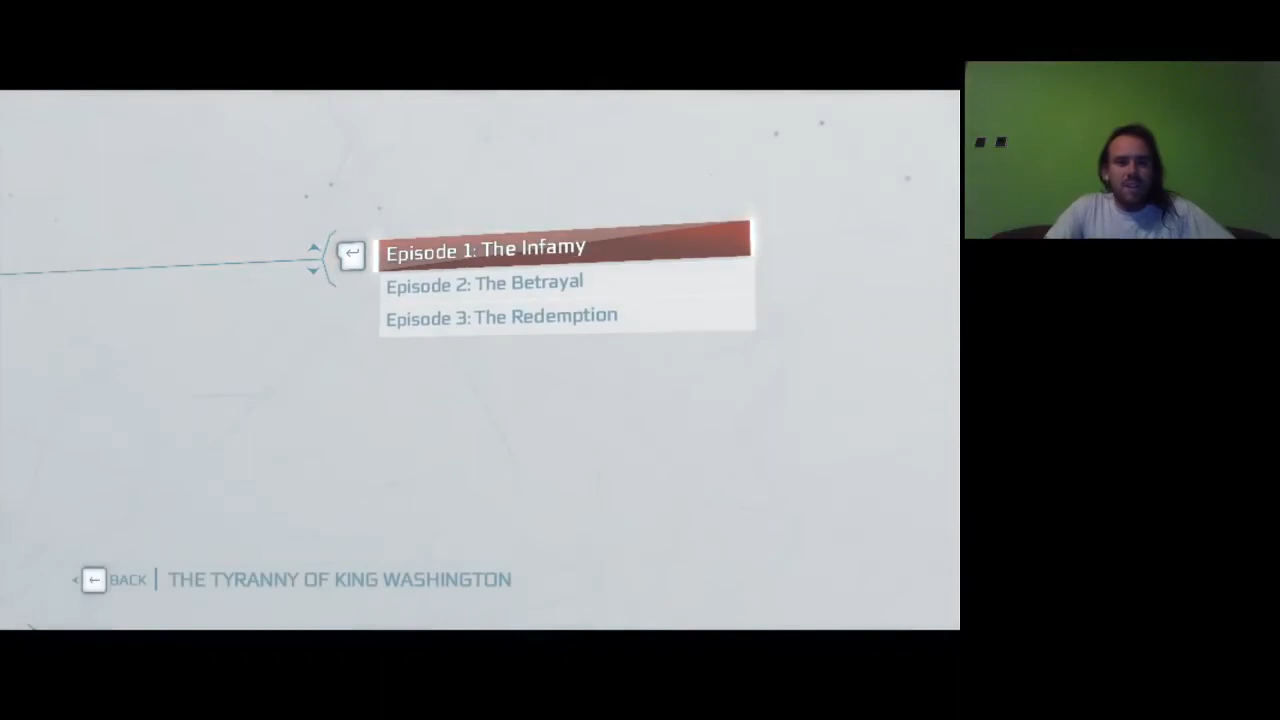 Episode 1: The Infamy
Episode 2: The Betrayal
Episode 3: The Redemption
BACK | THE TYRANNY OF KING WASHINGTON